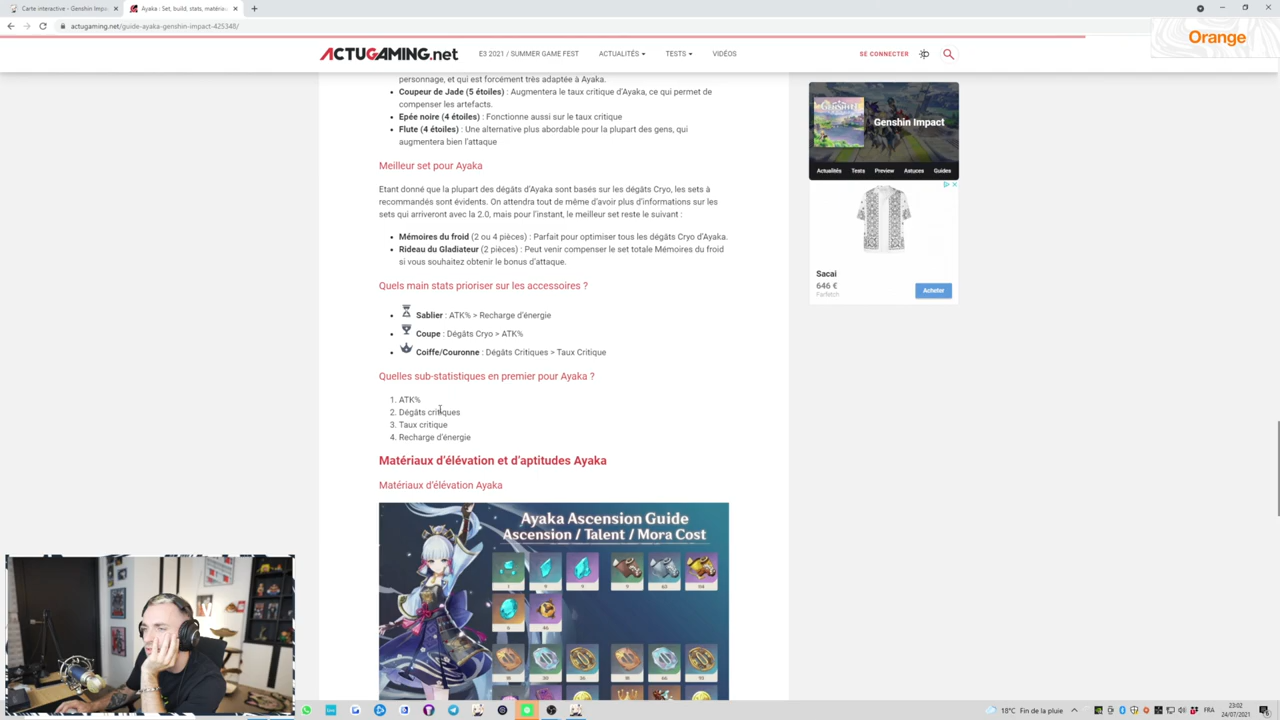 Carte interactive - Genshin Impa
Ayaka : Set, build, stats, matéria
actugaming.net/guide-ayaka-genshin-impact-425348/
Orange
ACTUGAMING.net
E3 2021 / SUMMER GAME FEST
ACTUALITÉS
TESTS
VIDÉOS
SE CONNECTER
personnage, et qui est forcément très adaptée à Ayaka.
Coupeur de Jade (5 étoiles) : Augmentera le taux critique d'Ayaka, ce qui permet de
compenser les artefacts.
Epée noire (4 étoiles) : Fonctionne aussi sur le taux critique
Flute (4 étoiles) : Une alternative plus abordable pour la plupart des gens, qui
augmentera bien l'attaque
Meilleur set pour Ayaka
Etant donné que la plupart des dégâts d'Ayaka sont basés sur les dégâts Cryo, les sets à
recommandés sont évidents. On attendra tout de même d'avoir plus d'informations sur les
sets qui arriveront avec la 2.0, mais pour l'instant, le meilleur set reste le suivant :
Mémoires du froid (2 ou 4 pièces) : Parfait pour optimiser tous les dégâts Cryo d'Ayaka.
Rideau du Gladiateur (2 pièces) : Peut venir compenser le set totale Mémoires du froid
si vous souhaitez obtenir le bonus d'attaque.
Quels main stats prioriser sur les accessoires ?
Sablier : ATK% > Recharge d'énergie
Coupe : Dégâts Cryo > ATK%
Coiffe/Couronne : Dégâts Critiques > Taux Critique
Quelles sub-statistiques en premier pour Ayaka ?
1. ATK%
2. Dégâts critiques
3. Taux critique
4. Recharge d'énergie
Matériaux d'élévation et d'aptitudes Ayaka
Matériaux d'élévation Ayaka
Ayaka Ascension Guide
Ascension / Talent / Mora Cost
1 9 9
6 46
Genshin Impact
Actualités Tests Preview Astuces Guides
Sacai
646 €
Farfetch
Acheter
18°C Fin de la pluie
FRA
23:02
24/07/2021